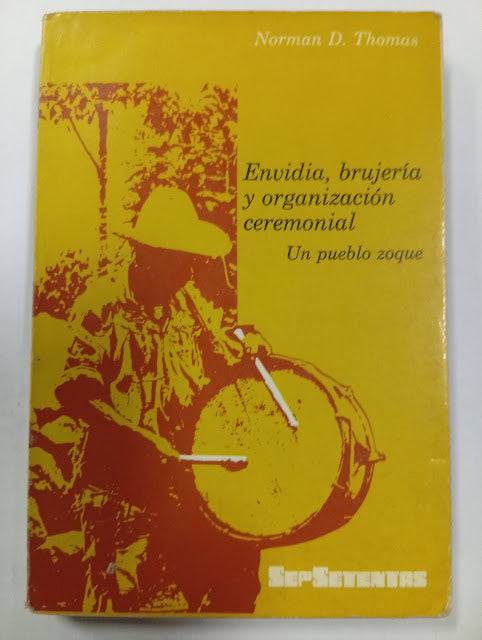 Norman D. Thomas
Envidia, brujería
y organización
ceremonial
Un pueblo zoque
SEPSETENTAS